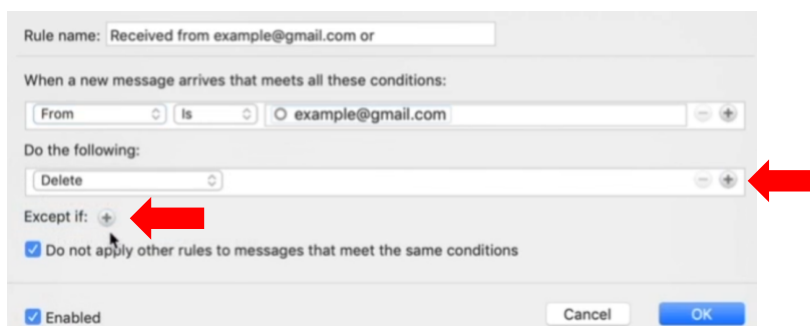 Rule name: Received from example@gmail.com or
When a new message arrives that meets all these conditions:
From Is example@gmail.com
Do the following:
Delete
Except if:
Do not apply other rules to messages that meet the same conditions
Enabled Cancel OK